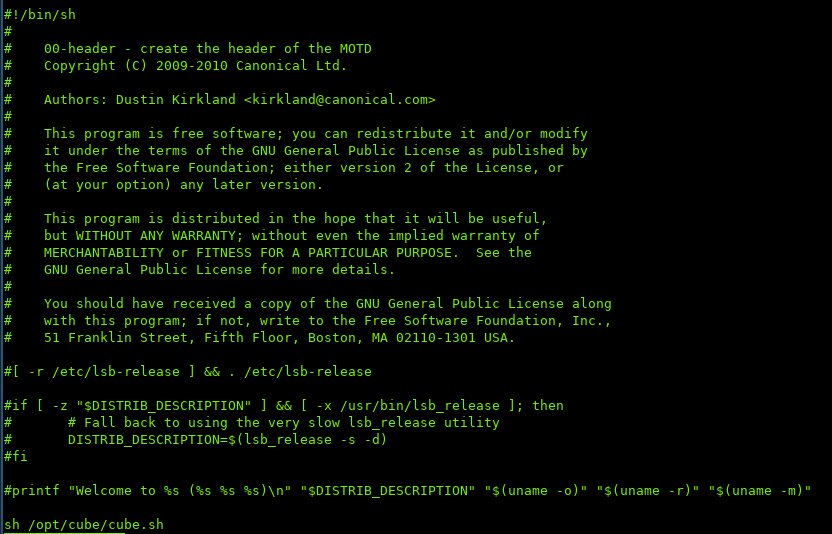 #!/bin/sh
#
#    00-header - create the header of the MOTD
#    Copyright (C) 2009-2010 Canonical Ltd.
#
#    Authors: Dustin Kirkland <kirkland@canonical.com>
#
#    This program is free software; you can redistribute it and/or modify
#    it under the terms of the GNU General Public License as published by
#    the Free Software Foundation; either version 2 of the License, or
#    (at your option) any later version.
#
#    This program is distributed in the hope that it will be useful,
#    but WITHOUT ANY WARRANTY; without even the implied warranty of
#    MERCHANTABILITY or FITNESS FOR A PARTICULAR PURPOSE.  See the
#    GNU General Public License for more details.
#
#    You should have received a copy of the GNU General Public License along
#    with this program; if not, write to the Free Software Foundation, Inc.,
#    51 Franklin Street, Fifth Floor, Boston, MA 02110-1301 USA.

#[ -r /etc/lsb-release ] && . /etc/lsb-release

#if [ -z "$DISTRIB_DESCRIPTION" ] && [ -x /usr/bin/lsb_release ]; then
#       # Fall back to using the very slow lsb_release utility
#       DISTRIB_DESCRIPTION=$(lsb_release -s -d)
#fi

#printf "Welcome to %s (%s %s %s)\n" "$DISTRIB_DESCRIPTION" "$(uname -o)" "$(uname -r)" "$(uname -m)"

sh /opt/cube/cube.sh